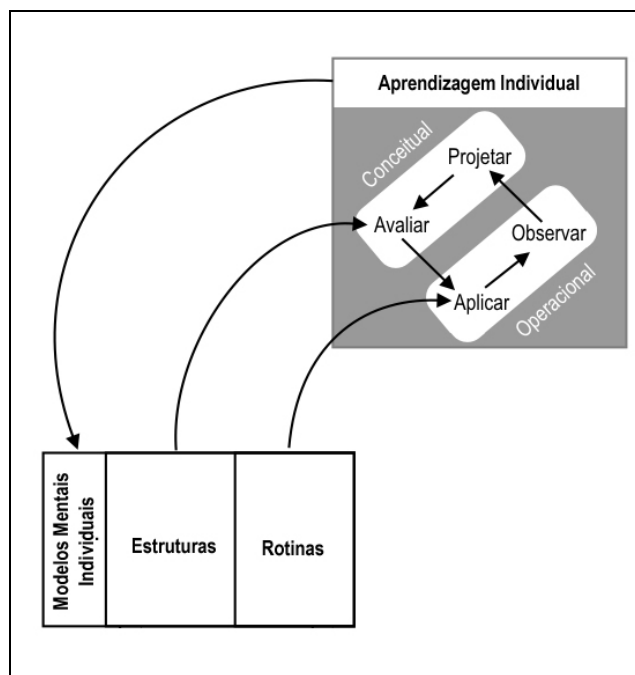 Aprendizagem Individual
Conceitual
Projetar
Avaliar
Observar
Aplicar
Operacional
Modelos Mentais
Individuais
Estruturas
Rotinas